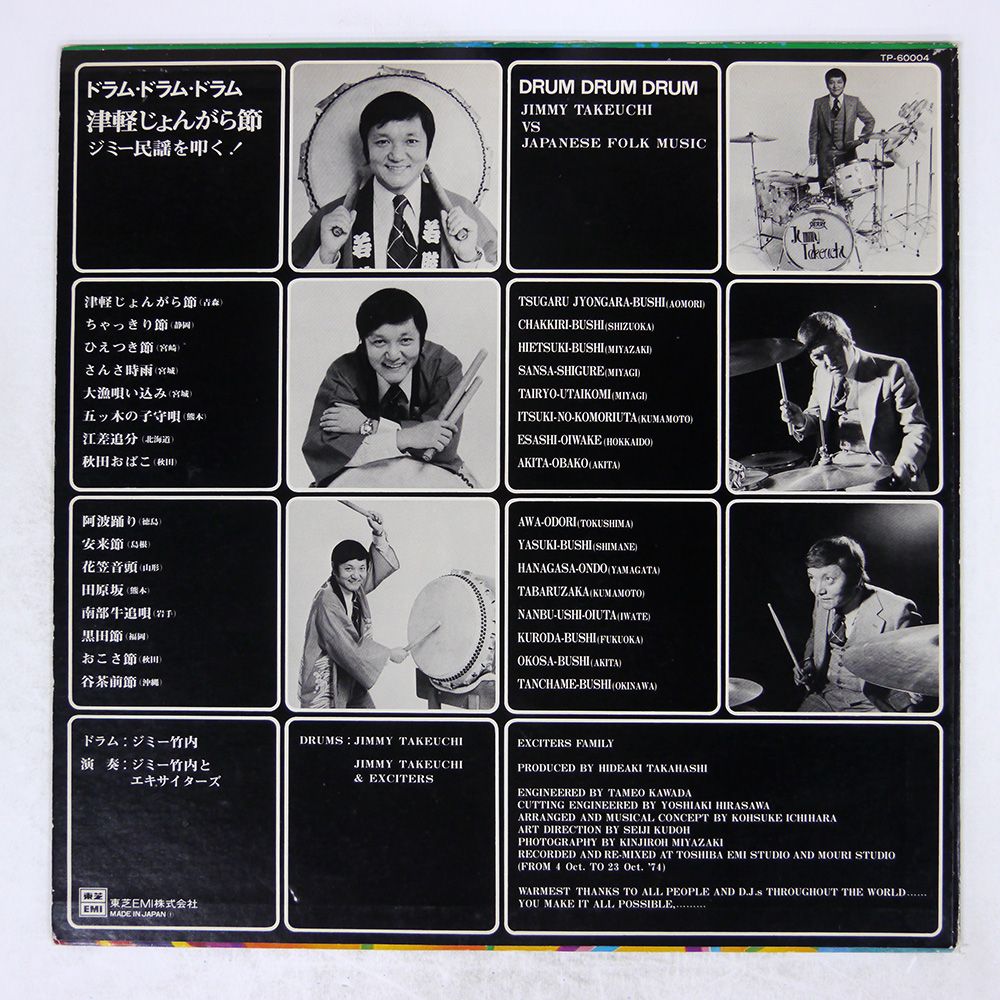 TP-60004
ドラム・ドラム・ドラム
津軽じょんがら節
ジミー民謡を叩く!
DRUM DRUM DRUM
JIMMY TAKEUCHI
VS
JAPANESE FOLK MUSIC
Jimmy
Takeuchi
津軽じょんがら節(青森)
ちゃっきり節(静岡)
ひえつき節(宮崎)
さんさ時雨(宮城)
大漁唄い込み(宮城)
五ッ木の子守唄(熊本)
江差追分(北海道)
秋田おばこ(秋田)
TSUGARU JYONGARA-BUSHI(AOMORI)
CHAKKIRI-BUSHI(SHIZUOKA)
HIETSUKI-BUSHI(MIYAZAKI)
SANSA-SHIGURE(MIYAGI)
TAIRYO-UTAIKOMI(MIYAGI)
ITSUKI-NO-KOMORIUTA(KUMAMOTO)
ESASHI-OIWAKE(HOKKAIDO)
AKITA-OBAKO(AKITA)
阿波踊り(徳島)
安来節(島根)
花笠音頭(山形)
田原坂(熊本)
南部牛追唄(岩手)
黒田節(福岡)
おこさ節(秋田)
谷茶前節(沖縄)
AWA-ODORI(TOKUSHIMA)
YASUKI-BUSHI(SHIMANE)
HANAGASA-ONDO(YAMAGATA)
TABARUZAKA(KUMAMOTO)
NANBU-USHI-OIUTA(IWATE)
KURODA-BUSHI(FUKUOKA)
OKOSA-BUSHI(AKITA)
TANCHAME-BUSHI(OKINAWA)
ドラム:ジミー竹内
演 奏:ジミー竹内と
エキサイターズ
DRUMS : JIMMY TAKEUCHI
JIMMY TAKEUCHI
& EXCITERS
EXCITERS FAMILY
PRODUCED BY HIDEAKI TAKAHASHI
ENGINEERED BY TAMEO KAWADA
CUTTING ENGINEERED BY YOSHIAKI HIRASAWA
ARRANGED AND MUSICAL CONCEPT BY KOHSUKE ICHIHARA
ART DIRECTION BY SEIJI KUDOH
PHOTOGRAPHY BY KINJIROH MIYAZAKI
RECORDED AND RE-MIXED AT TOSHIBA EMI STUDIO AND MOURI STUDIO
(FROM 4 Oct. TO 23 Oct. '74)
WARMEST THANKS TO ALL PEOPLE AND D.J.s THROUGHOUT THE WORLD......
YOU MAKE IT ALL POSSIBLE,.........
東芝
EMI
東芝EMI株式会社
MADE IN JAPAN